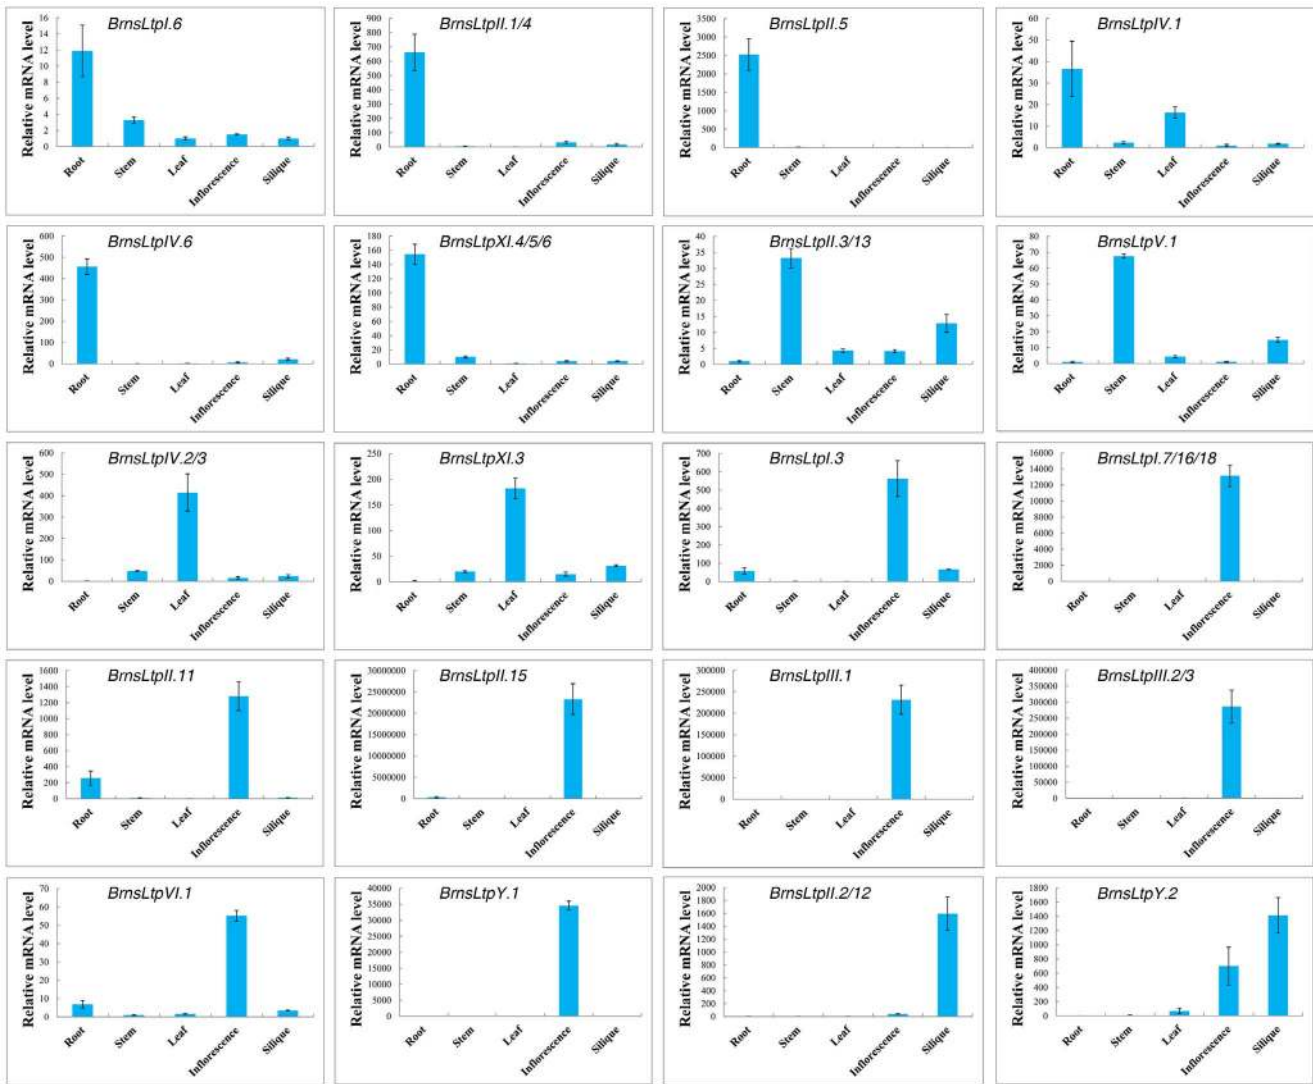 BrnsLtpI.6
Relative mRNA level
16
14
12
10
8
6
4
2
0
Root
Stem
Leaf
Inflorescence
Silique
BrnsLtpII.1/4
Relative mRNA level
900
800
700
600
500
400
300
200
100
0
Root
Stem
Leaf
Inflorescence
Silique
BrnsLtpII.5
Relative mRNA level
3500
3000
2500
2000
1500
1000
500
0
Root
Stem
Leaf
Inflorescence
Silique
BrnsLtpIV.1
Relative mRNA level
60
50
40
30
20
10
0
Root
Stem
Leaf
Inflorescence
Silique
BrnsLtpIV.6
Relative mRNA level
600
500
400
300
200
100
0
Root
Stem
Leaf
Inflorescence
Silique
BrnsLtpXI.4/5/6
Relative mRNA level
180
160
140
120
100
80
60
40
20
0
Root
Stem
Leaf
Inflorescence
Silique
BrnsLtpII.3/13
Relative mRNA level
40
35
30
25
20
15
10
5
0
Root
Stem
Leaf
Inflorescence
Silique
BrnsLtpV.1
Relative mRNA level
80
70
60
50
40
30
20
10
0
Root
Stem
Leaf
Inflorescence
Silique
BrnsLtpIV.2/3
Relative mRNA level
600
500
400
300
200
100
0
Root
Stem
Leaf
Inflorescence
Silique
BrnsLtpXI.3
Relative mRNA level
250
200
150
100
50
0
Root
Stem
Leaf
Inflorescence
Silique
BrnsLtpI.3
Relative mRNA level
700
600
500
400
300
200
100
0
Root
Stem
Leaf
Inflorescence
Silique
BrnsLtpI.7/16/18
Relative mRNA level
16000
14000
12000
10000
8000
6000
4000
2000
0
Root
Stem
Leaf
Inflorescence
Silique
BrnsLtpII.11
Relative mRNA level
1600
1400
1200
1000
800
600
400
200
0
Root
Stem
Leaf
Inflorescence
Silique
BrnsLtpII.15
Relative mRNA level
30000000
25000000
20000000
15000000
10000000
5000000
0
Root
Stem
Leaf
Inflorescence
Silique
BrnsLtpIII.1
Relative mRNA level
300000
250000
200000
150000
100000
50000
0
Root
Stem
Leaf
Inflorescence
Silique
BrnsLtpIII.2/3
Relative mRNA level
400000
350000
300000
250000
200000
150000
100000
50000
0
Root
Stem
Leaf
Inflorescence
Silique
BrnsLtpVI.1
Relative mRNA level
70
60
50
40
30
20
10
0
Root
Stem
Leaf
Inflorescence
Silique
BrnsLtpY.1
Relative mRNA level
40000
35000
30000
25000
20000
15000
10000
5000
0
Root
Stem
Leaf
Inflorescence
Silique
BrnsLtpII.2/12
Relative mRNA level
2000
1800
1600
1400
1200
1000
800
600
400
200
0
Root
Stem
Leaf
Inflorescence
Silique
BrnsLtpY.2
Relative mRNA level
1800
1600
1400
1200
1000
800
600
400
200
0
Root
Stem
Leaf
Inflorescence
Silique